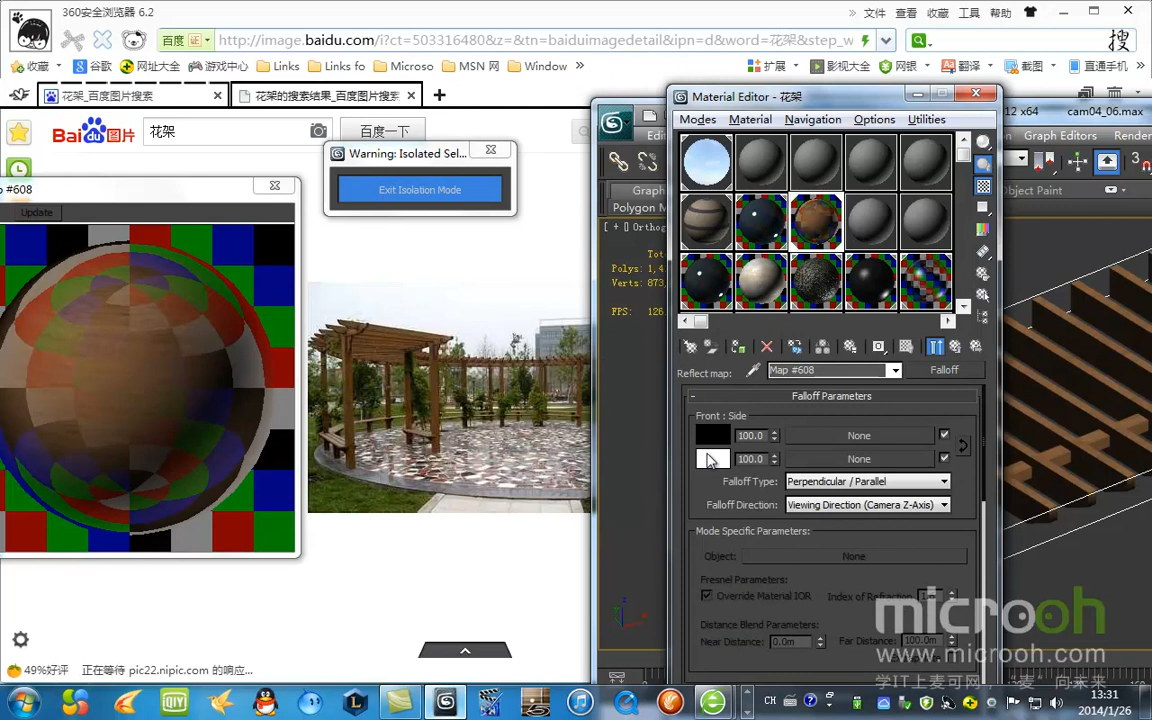 360安全浏览器 6.2
» 文件 查看 收藏 工具 帮助
百度 证 http://image.baidu.com/i?ct=503316480&z=&tn=baiduimagedetail&ipn=d&word=花架&step_w
搜
收藏 谷歌 网址大全 游戏中心 Links Links fo Microso MSN 网 Window » 扩展 影视大全 网银 翻译 截图 直通手机 »
花架_百度图片搜索 花架的搜索结果_百度图片搜索
Bai du 图片 花架 百度一下
Warning: Isolated Sel...
Exit Isolation Mode
Map #608
Update
Material Editor - 花架
Modes Material Navigation Options Utilities
12 x64 cam04_06.max
Graph Editors Render
Object Paint
Polygon M
[ + ] Orthog
Polys: 1,4
Verts: 873,
FPS: 126.
Reflect map: Map #608 Falloff
Falloff Parameters
Front : Side
100.0 None
100.0 None
Falloff Type: Perpendicular / Parallel
Falloff Direction: Viewing Direction (Camera Z-Axis)
Mode Specific Parameters:
Object: None
Fresnel Parameters:
Override Material IOR Index of Refraction
Distance Blend Parameters:
Near Distance: 0.0m Far Distance: 100.0m
microoh
www.microoh.com
学IT上麦可网,"麦"向未来
49%好评 正在等待 pic22.nipic.com 的响应...
CH 13:31
2014/1/26